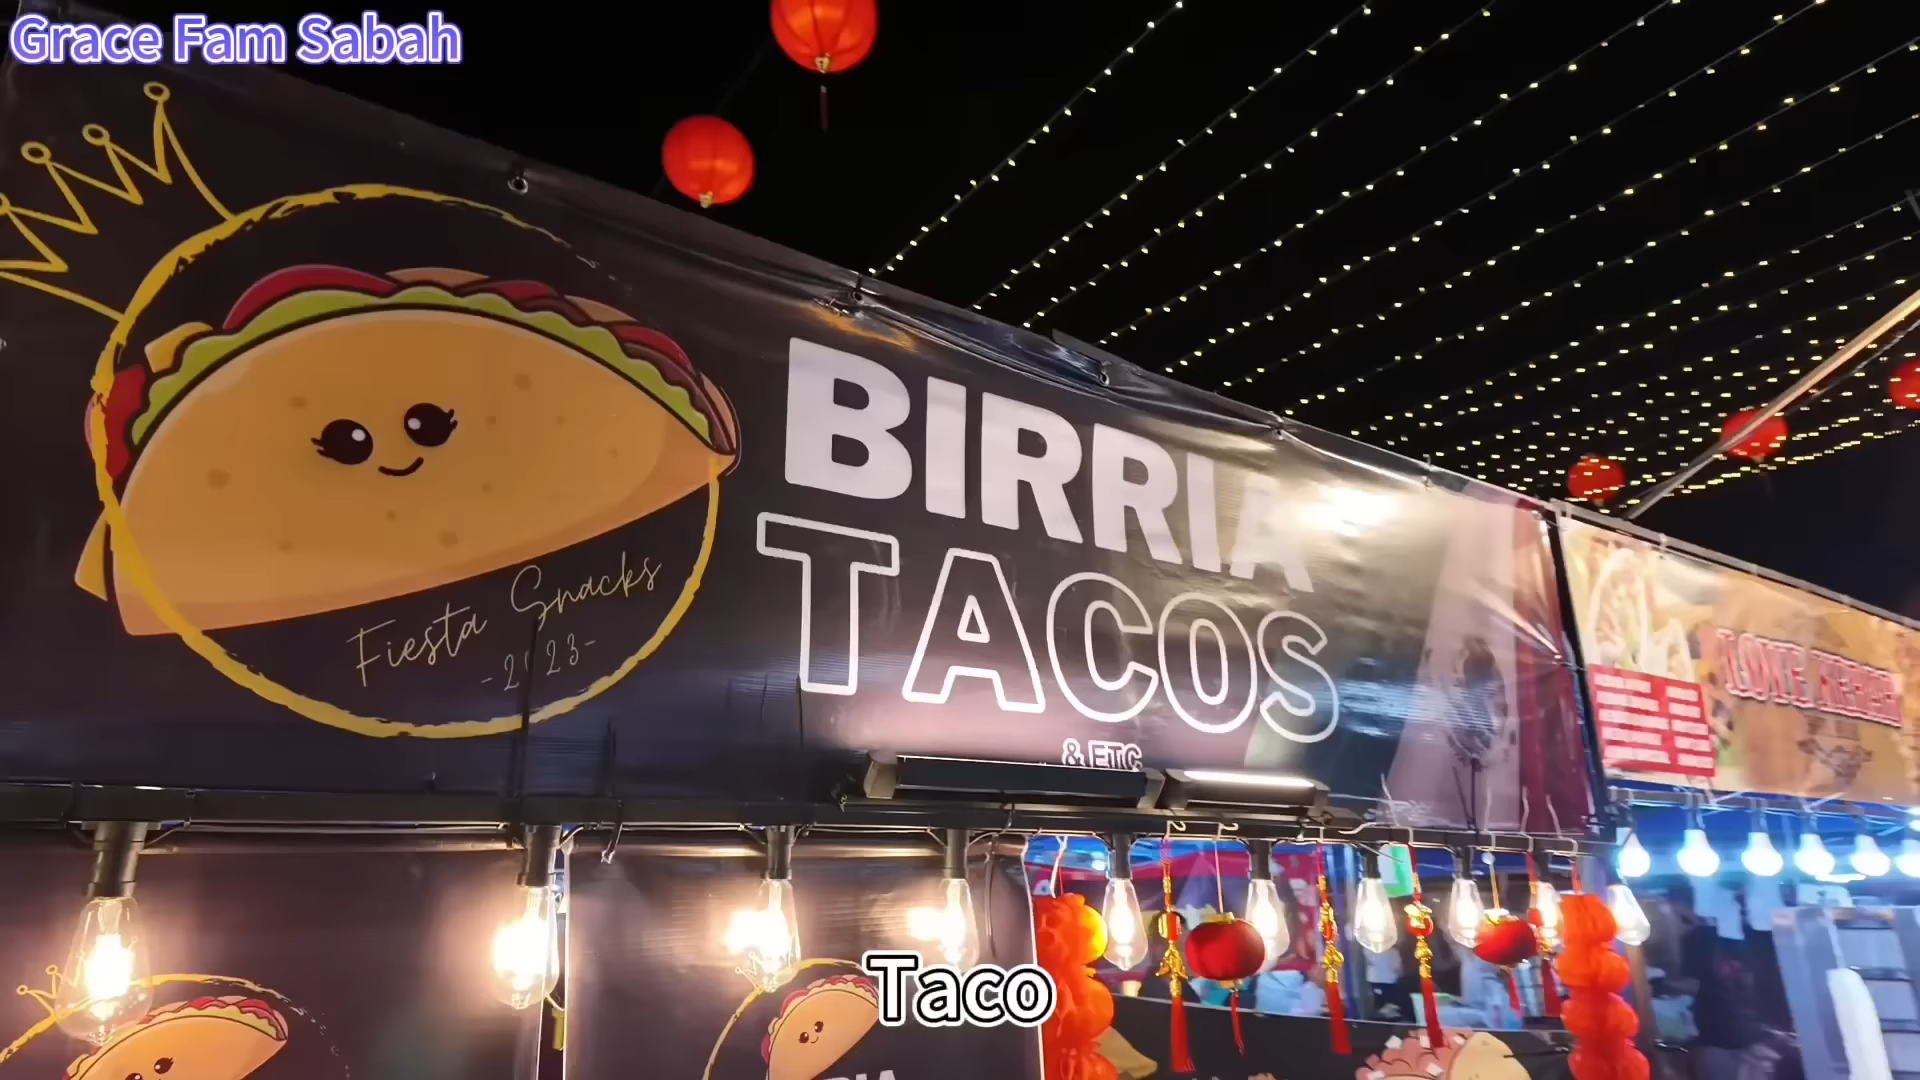 Grace Fam Sabah
BIRRIA
TACOS
& ETC
Fiesta Snacks
-2023-
Taco